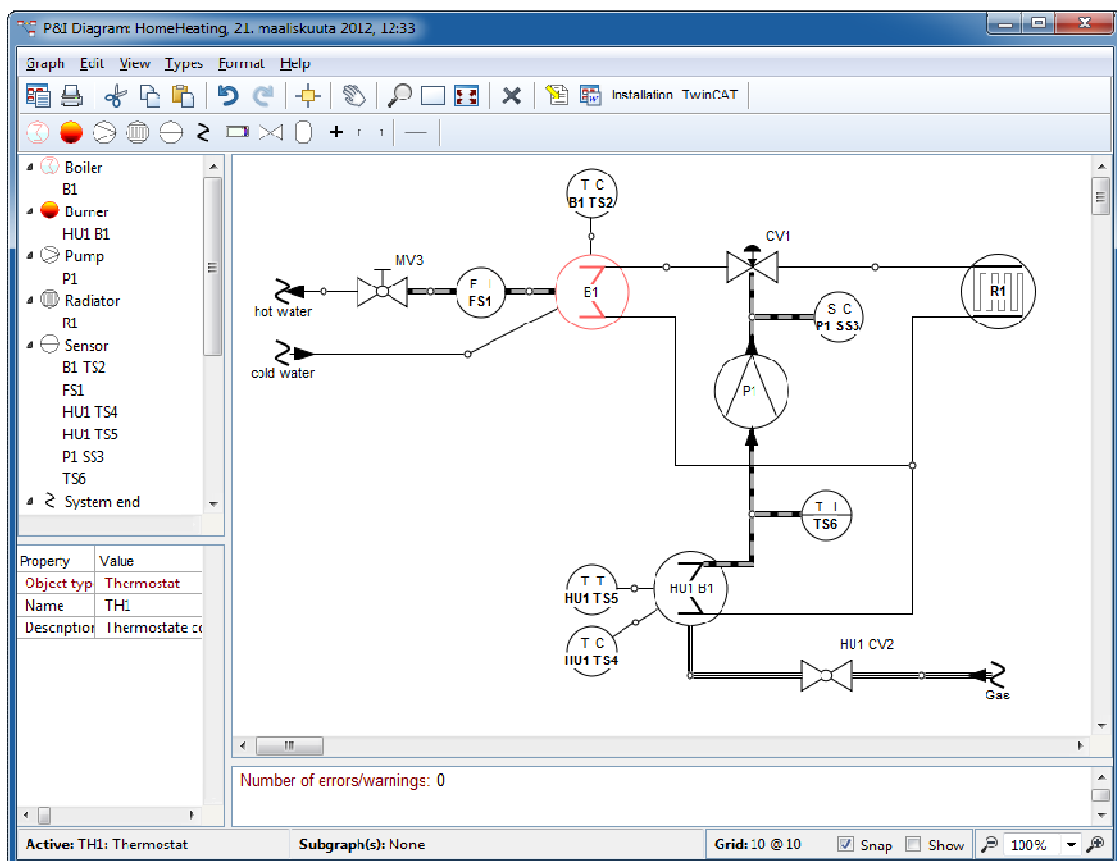 P&I Diagram: HomeHeating, 21. maaliskuuta 2012, 12:33
Graph Edit View Types Format Help
Installation TwinCAT
Boiler
B1
Burner
HU1 B1
Pump
P1
Radiator
R1
Sensor
B1 TS2
FS1
HU1 TS4
HU1 TS5
P1 SS3
TS6
System end
Property Value
Object typ Thermostat
Name TH1
Description Thermostate co
T C
B1 TS2
MV3
F I
FS1
B1
CV1
R1
hot water
S C
P1 SS3
cold water
P1
T I
TS6
T T
HU1 TS5
HU1 B1
T C
HU1 TS4
HU1 CV2
Gas
Number of errors/warnings: 0
Active: TH1: Thermostat Subgraph(s): None Grid: 10 @ 10 Snap Show 100%